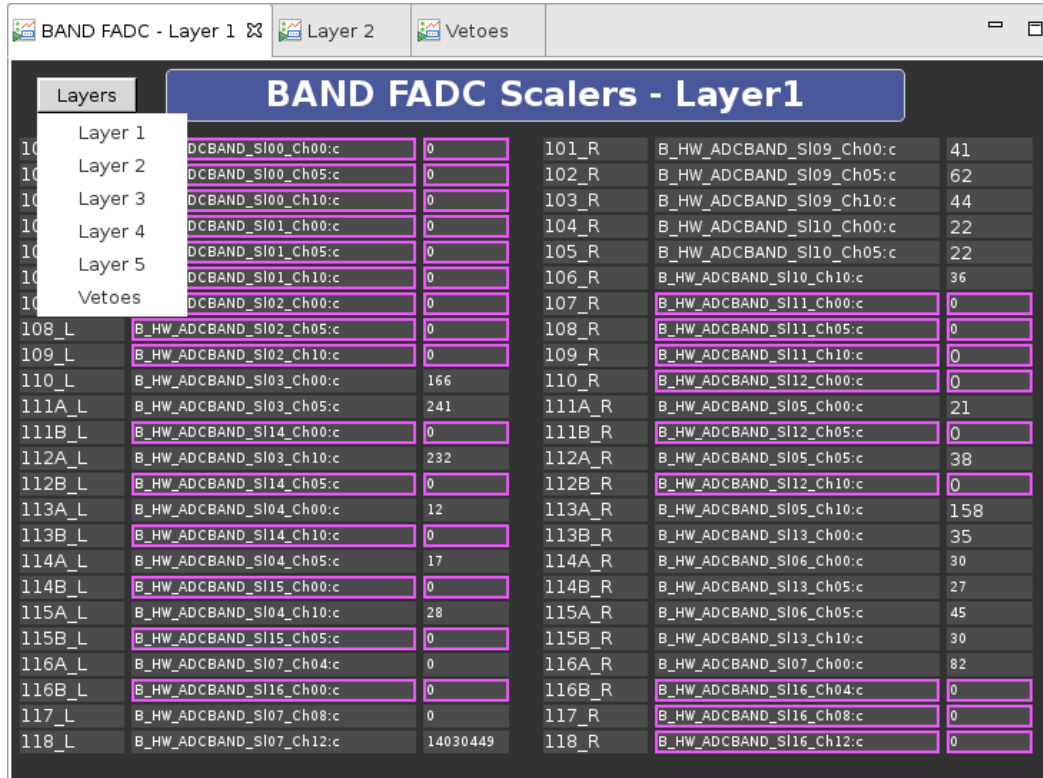 BAND FADC - Layer 1 Layer 2 Vetoes
Layers BAND FADC Scalers - Layer1
Layer 1
Layer 2
Layer 3
Layer 4
Layer 5
Vetoes
10 DCBAND_Sl00_Ch00:c 0 101_R B_HW_ADCBAND_Sl09_Ch00:c 41
10 DCBAND_Sl00_Ch05:c 0 102_R B_HW_ADCBAND_Sl09_Ch05:c 62
10 DCBAND_Sl00_Ch10:c 0 103_R B_HW_ADCBAND_Sl09_Ch10:c 44
10 DCBAND_Sl01_Ch00:c 0 104_R B_HW_ADCBAND_Sl10_Ch00:c 22
10 DCBAND_Sl01_Ch05:c 0 105_R B_HW_ADCBAND_Sl10_Ch05:c 22
10 DCBAND_Sl01_Ch10:c 0 106_R B_HW_ADCBAND_Sl10_Ch10:c 36
10 DCBAND_Sl02_Ch00:c 0 107_R B_HW_ADCBAND_Sl11_Ch00:c 0
108_L B_HW_ADCBAND_Sl02_Ch05:c 0 108_R B_HW_ADCBAND_Sl11_Ch05:c 0
109_L B_HW_ADCBAND_Sl02_Ch10:c 0 109_R B_HW_ADCBAND_Sl11_Ch10:c 0
110_L B_HW_ADCBAND_Sl03_Ch00:c 166 110_R B_HW_ADCBAND_Sl12_Ch00:c 0
111A_L B_HW_ADCBAND_Sl03_Ch05:c 241 111A_R B_HW_ADCBAND_Sl05_Ch00:c 21
111B_L B_HW_ADCBAND_Sl14_Ch00:c 0 111B_R B_HW_ADCBAND_Sl12_Ch05:c 0
112A_L B_HW_ADCBAND_Sl03_Ch10:c 232 112A_R B_HW_ADCBAND_Sl05_Ch05:c 38
112B_L B_HW_ADCBAND_Sl14_Ch05:c 0 112B_R B_HW_ADCBAND_Sl12_Ch10:c 0
113A_L B_HW_ADCBAND_Sl04_Ch00:c 12 113A_R B_HW_ADCBAND_Sl05_Ch10:c 158
113B_L B_HW_ADCBAND_Sl14_Ch10:c 0 113B_R B_HW_ADCBAND_Sl13_Ch00:c 35
114A_L B_HW_ADCBAND_Sl04_Ch05:c 17 114A_R B_HW_ADCBAND_Sl06_Ch00:c 30
114B_L B_HW_ADCBAND_Sl15_Ch00:c 0 114B_R B_HW_ADCBAND_Sl13_Ch05:c 27
115A_L B_HW_ADCBAND_Sl04_Ch10:c 28 115A_R B_HW_ADCBAND_Sl06_Ch05:c 45
115B_L B_HW_ADCBAND_Sl15_Ch05:c 0 115B_R B_HW_ADCBAND_Sl13_Ch10:c 30
116A_L B_HW_ADCBAND_Sl07_Ch04:c 0 116A_R B_HW_ADCBAND_Sl07_Ch00:c 82
116B_L B_HW_ADCBAND_Sl16_Ch00:c 0 116B_R B_HW_ADCBAND_Sl16_Ch04:c 0
117_L B_HW_ADCBAND_Sl07_Ch08:c 0 117_R B_HW_ADCBAND_Sl16_Ch08:c 0
118_L B_HW_ADCBAND_Sl07_Ch12:c 14030449 118_R B_HW_ADCBAND_Sl16_Ch12:c 0